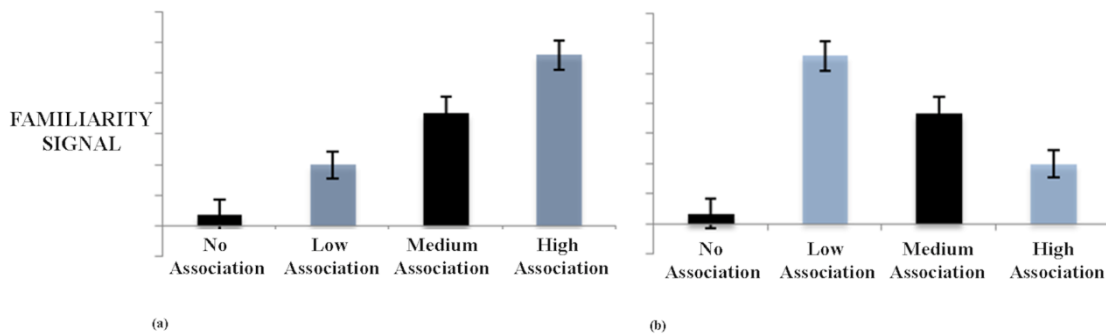 FAMILIARITY
SIGNAL
No
Association
Low
Association
Medium
Association
High
Association
(a)
No
Association
Low
Association
Medium
Association
High
Association
(b)